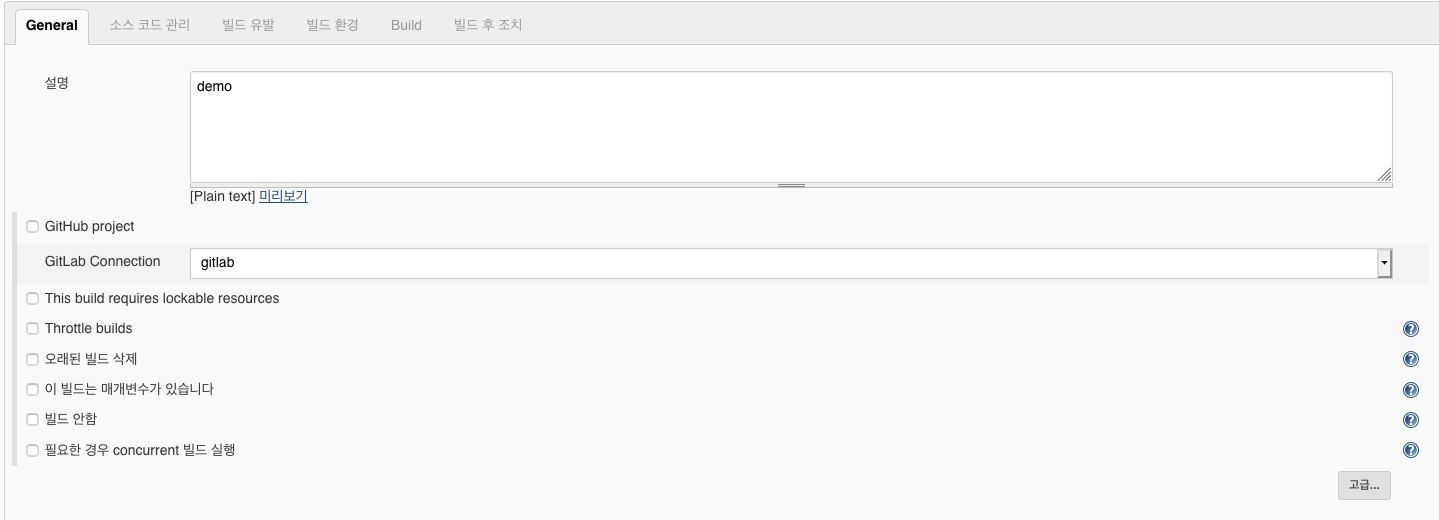 General 소스 코드 관리 빌드 유발 빌드 환경 Build 빌드 후 조치
설명
demo
[Plain text] 미리보기
GitHub project
GitLab Connection gitlab
This build requires lockable resources
Throttle builds
오래된 빌드 삭제
이 빌드는 매개변수가 있습니다
빌드 안함
필요한 경우 concurrent 빌드 실행
고급...